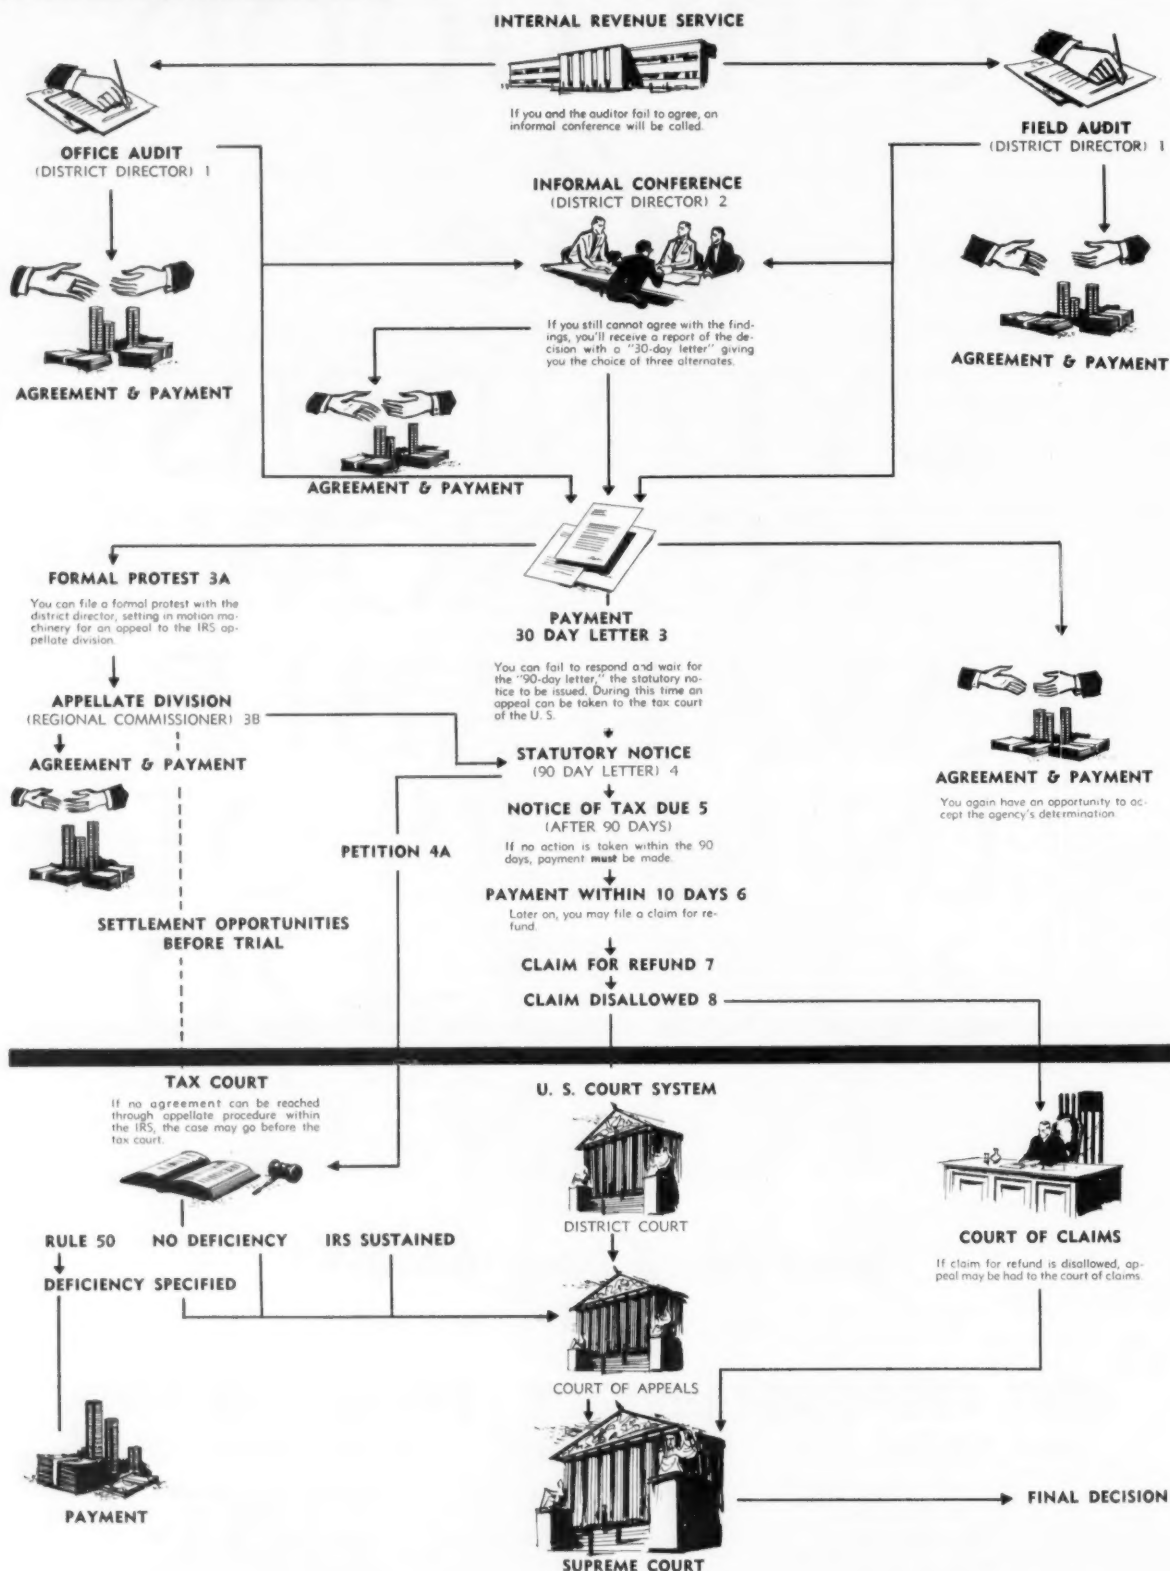 INTERNAL REVENUE SERVICE
If you and the auditor fail to agree, an
informal conference will be called.
OFFICE AUDIT
(DISTRICT DIRECTOR) 1
FIELD AUDIT
(DISTRICT DIRECTOR) 1
INFORMAL CONFERENCE
(DISTRICT DIRECTOR) 2
If you still cannot agree with the find-
ings, you'll receive a report of the de-
cision with a "30-day letter" giving
you the choice of three alternates.
AGREEMENT & PAYMENT
AGREEMENT & PAYMENT
AGREEMENT & PAYMENT
FORMAL PROTEST 3A
You can file a formal protest with the
district director, setting in motion ma-
chinery for an appeal to the IRS ap-
pellate division.
PAYMENT
30 DAY LETTER 3
You can fail to respond and wait for
the "90-day letter," the statutory no-
tice to be issued. During this time an
appeal can be taken to the tax court
of the U. S.
APPELLATE DIVISION
(REGIONAL COMMISSIONER) 3B
AGREEMENT & PAYMENT
STATUTORY NOTICE
(90 DAY LETTER) 4
AGREEMENT & PAYMENT
You again have an opportunity to ac-
cept the agency's determination.
NOTICE OF TAX DUE 5
(AFTER 90 DAYS)
If no action is taken within the 90
days, payment must be made.
PETITION 4A
PAYMENT WITHIN 10 DAYS 6
Later on, you may file a claim for re-
fund.
SETTLEMENT OPPORTUNITIES
BEFORE TRIAL
CLAIM FOR REFUND 7
CLAIM DISALLOWED 8
TAX COURT
If no agreement can be reached
through appellate procedure within
the IRS, the case may go before the
tax court.
U. S. COURT SYSTEM
DISTRICT COURT
COURT OF CLAIMS
If claim for refund is disallowed, ap-
peal may be had to the court of claims.
RULE 50
NO DEFICIENCY
IRS SUSTAINED
DEFICIENCY SPECIFIED
COURT OF APPEALS
PAYMENT
FINAL DECISION
SUPREME COURT